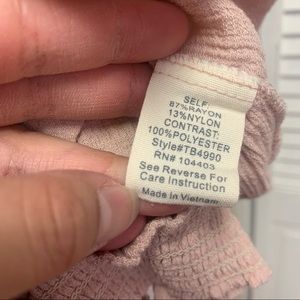 SELF
87%RAYON
13%NYLON
CONTRAST:
100%POLYESTER
Style#TB4990
RN# 104403
See Reverse For
Care Instruction
Made in Vietnam